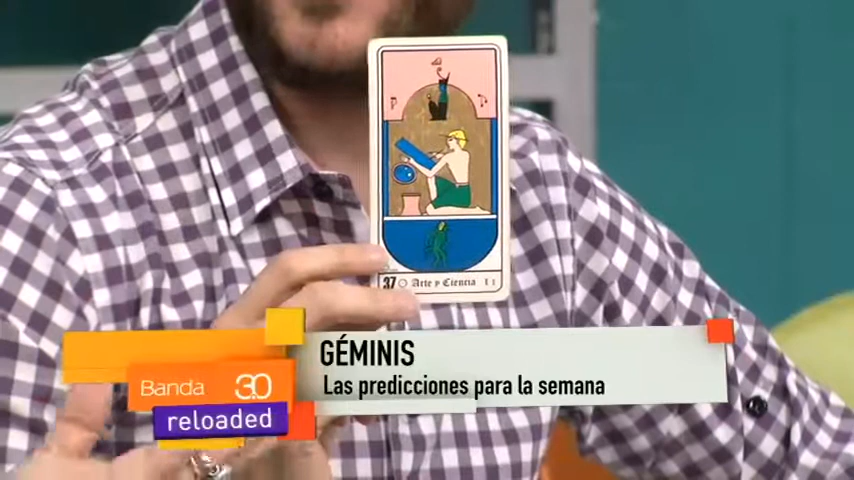 37 Arte y Ciencia
GÉMINIS
Las predicciones para la semana
Banda 3.0
reloaded